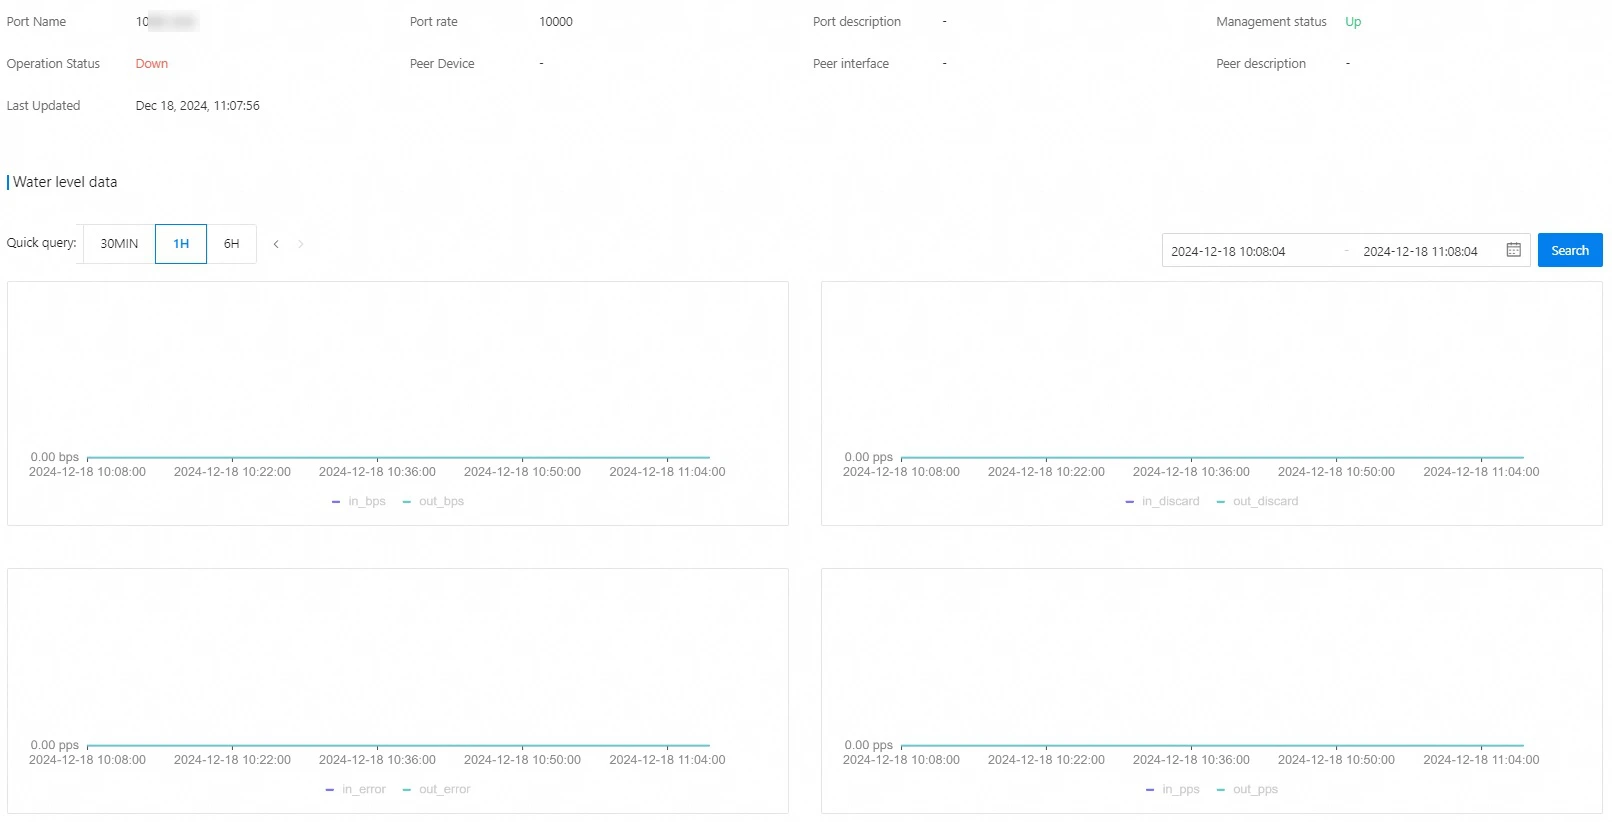 Port Name 10 Port rate 10000 Port description - Management status Up
Operation Status Down Peer Device - Peer interface - Peer description -
Last Updated Dec 18, 2024, 11:07:56
Water level data
Quick query: 30MIN 1H 6H < >
2024-12-18 10:08:04 - 2024-12-18 11:08:04 Search
0.00 bps
2024-12-18 10:08:00 2024-12-18 10:22:00 2024-12-18 10:36:00 2024-12-18 10:50:00 2024-12-18 11:04:00
in_bps out_bps
0.00 pps
2024-12-18 10:08:00 2024-12-18 10:22:00 2024-12-18 10:36:00 2024-12-18 10:50:00 2024-12-18 11:04:00
in_discard out_discard
0.00 pps
2024-12-18 10:08:00 2024-12-18 10:22:00 2024-12-18 10:36:00 2024-12-18 10:50:00 2024-12-18 11:04:00
in_error out_error
0.00 pps
2024-12-18 10:08:00 2024-12-18 10:22:00 2024-12-18 10:36:00 2024-12-18 10:50:00 2024-12-18 11:04:00
in_pps out_pps